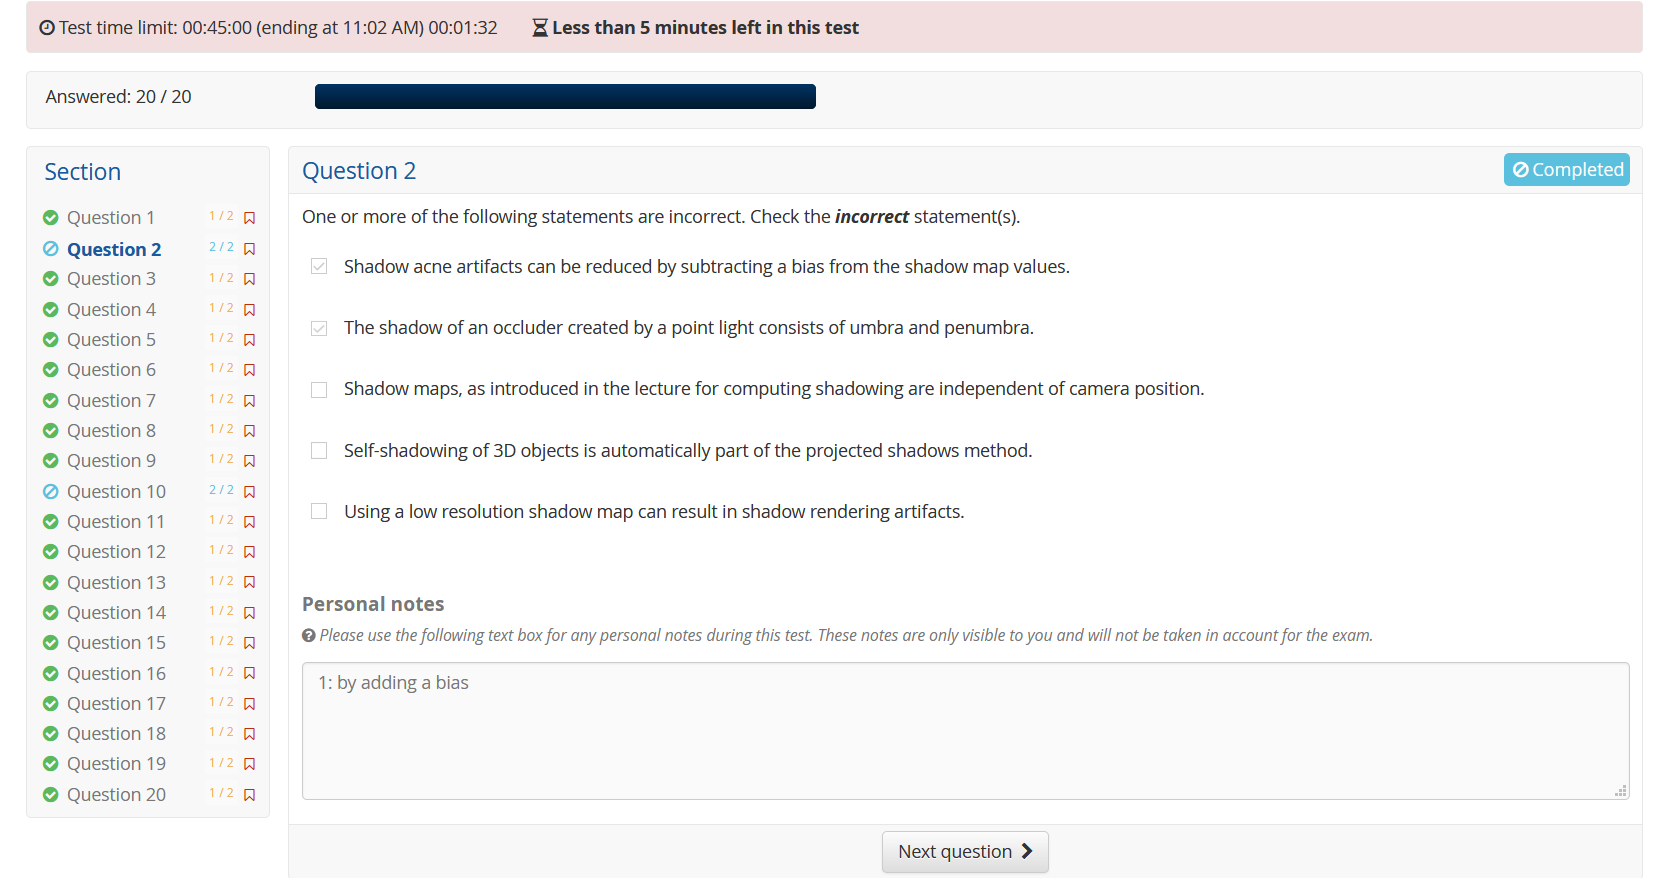 Test time limit: 00:45:00 (ending at 11:02 AM) 00:01:32 Less than 5 minutes left in this test
Answered: 20 / 20
Section
Question 1 1 / 2
Question 2 2 / 2
Question 3 1 / 2
Question 4 1 / 2
Question 5 1 / 2
Question 6 1 / 2
Question 7 1 / 2
Question 8 1 / 2
Question 9 1 / 2
Question 10 2 / 2
Question 11 1 / 2
Question 12 1 / 2
Question 13 1 / 2
Question 14 1 / 2
Question 15 1 / 2
Question 16 1 / 2
Question 17 1 / 2
Question 18 1 / 2
Question 19 1 / 2
Question 20 1 / 2
Question 2 Completed
One or more of the following statements are incorrect. Check the incorrect statement(s).
Shadow acne artifacts can be reduced by subtracting a bias from the shadow map values.
The shadow of an occluder created by a point light consists of umbra and penumbra.
Shadow maps, as introduced in the lecture for computing shadowing are independent of camera position.
Self-shadowing of 3D objects is automatically part of the projected shadows method.
Using a low resolution shadow map can result in shadow rendering artifacts.
Personal notes
Please use the following text box for any personal notes during this test. These notes are only visible to you and will not be taken in account for the exam.
1: by adding a bias
Next question